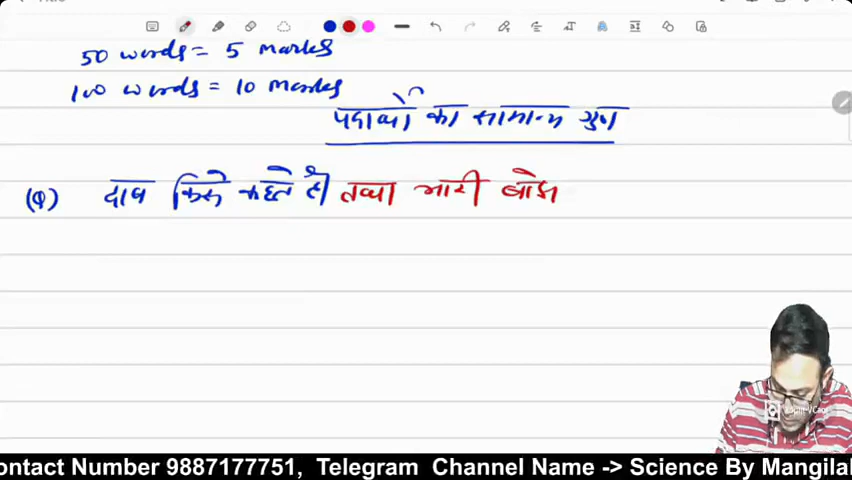 50 words = 5 marks
100 words = 10 marks
पदार्थो का सामान्य गुण
(Q) दाब किसे कहते है तथा भारी बोझा
ontact Number 9887177751, Telegram Channel Name -> Science By Mangilal